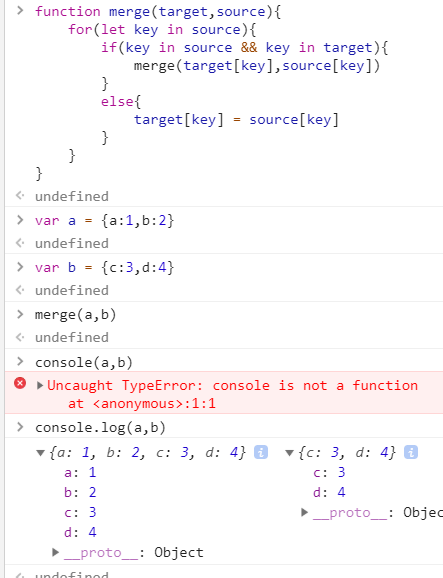 function merge(target,source){
for(let key in source){
if(key in source && key in target){
merge(target[key],source[key])
}
else{
target[key] = source[key]
}
}
}
undefined
var a = {a:1,b:2}
undefined
var b = {c:3,d:4}
undefined
merge(a,b)
undefined
console(a,b)
Uncaught TypeError: console is not a function
at <anonymous>:1:1
console.log(a,b)
{a: 1, b: 2, c: 3, d: 4} i {c: 3, d: 4} i
a: 1 c: 3
b: 2 d: 4
c: 3 __proto__: Objec
d: 4
__proto__: Object
undefined